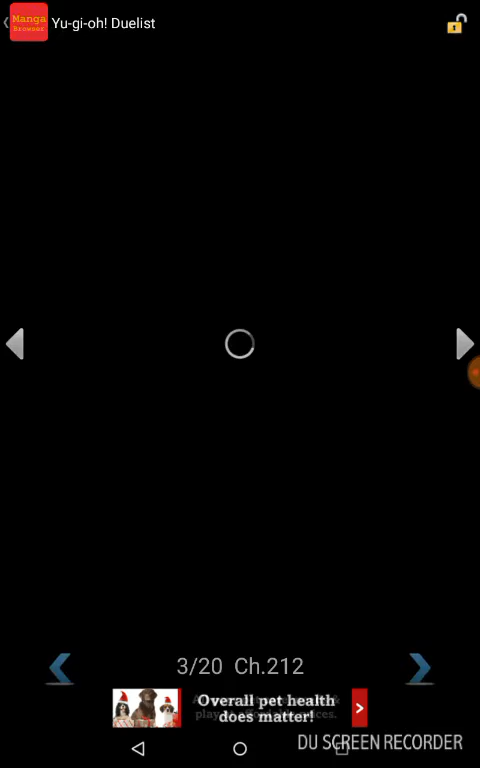 Manga
Browser
Yu-gi-oh! Duelist
3/20 Ch.212
Overall pet health
does matter!
DU SCREEN RECORDER